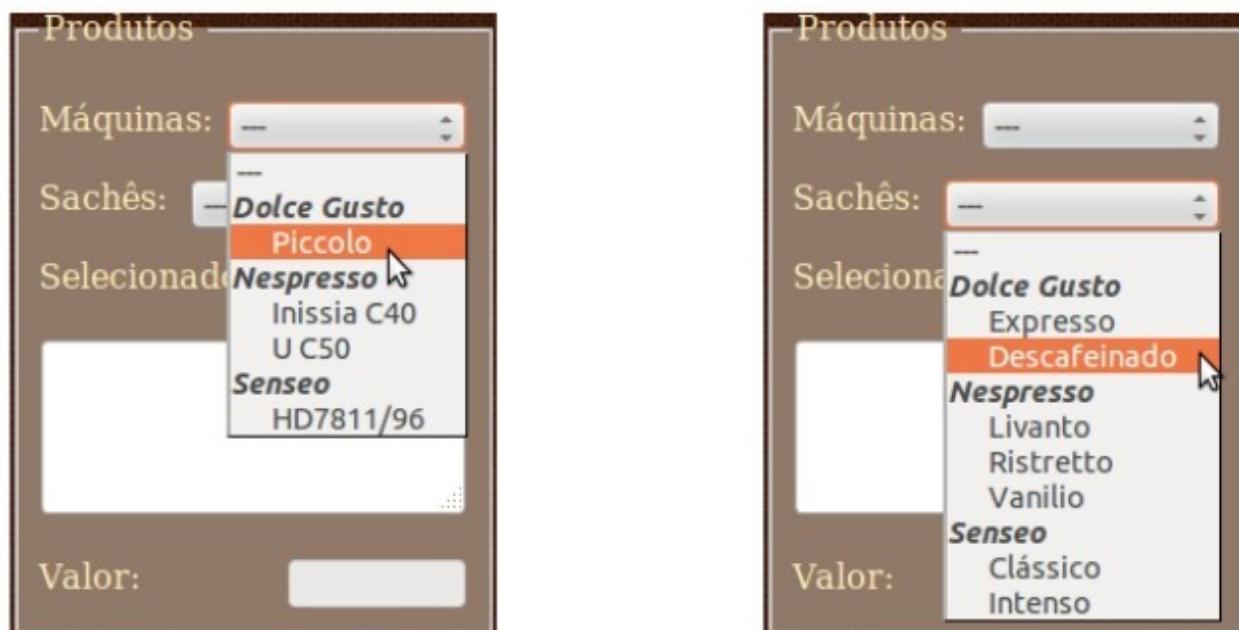 Produtos
Máquinas: ---
---
Sachês: ---
Dolce Gusto
Piccolo
Selecionad
Nespresso
Inissia C40
U C50
Senseo
HD7811/96
Valor:
Produtos
Máquinas: ---
Sachês: ---
---
Seleciona
Dolce Gusto
Expresso
Descafeinado
Nespresso
Livanto
Ristretto
Vanilio
Senseo
Clássico
Valor:
Intenso